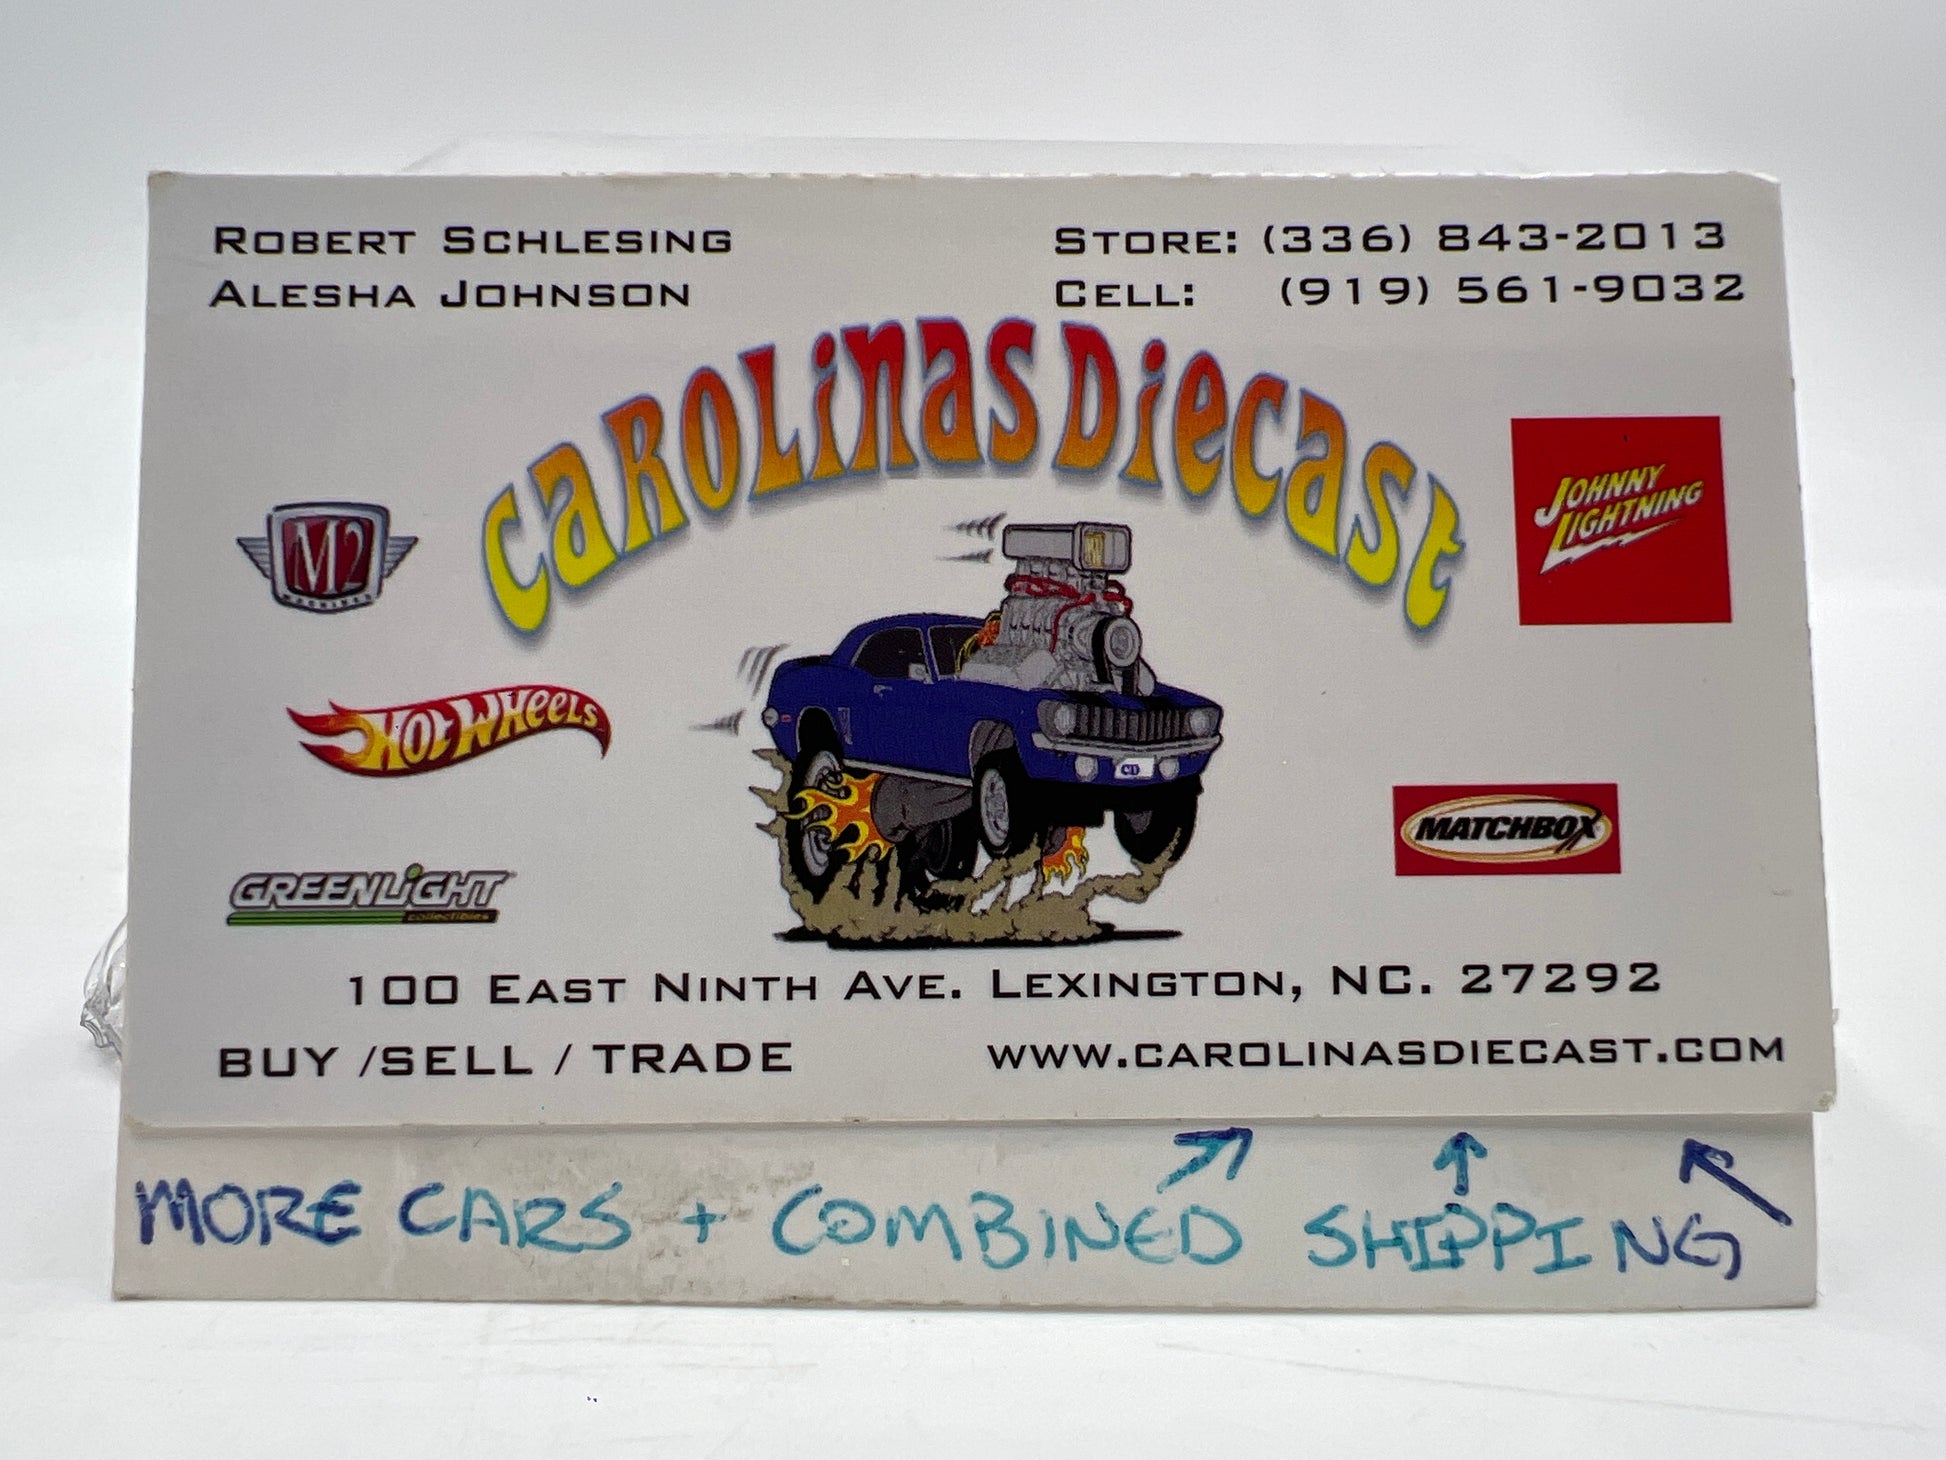 ROBERT SCHLESING
ALESHA JOHNSON
STORE: (336) 843-2013
CELL: (919) 561-9032
CAROLiNAS DiECAST
M2
MACHINES
JOHNNY
LIGHTNING
HOT WHEELS
MATCHBOX
GREENLiGHT
collectibles
100 EAST NINTH AVE. LEXINGTON, NC. 27292
BUY /SELL / TRADE
WWW.CAROLINASDIECAST.COM
MORE CARS + COMBINED SHIPPING